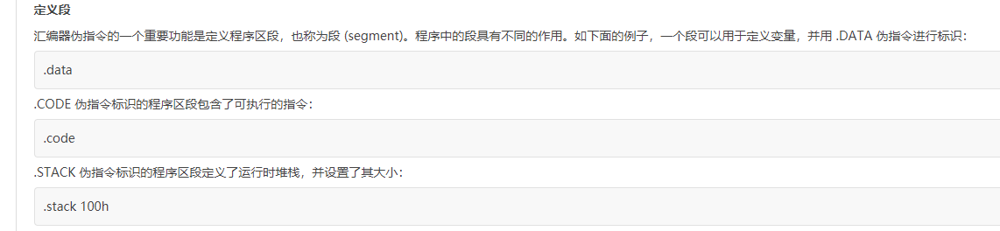 定义段
汇编器伪指令的一个重要功能是定义程序区段，也称为段 (segment)。程序中的段具有不同的作用。如下面的例子，一个段可以用于定义变量，并用 .DATA 伪指令进行标识：
.data
.CODE 伪指令标识的程序区段包含了可执行的指令：
.code
.STACK 伪指令标识的程序区段定义了运行时堆栈，并设置了其大小：
.stack 100h